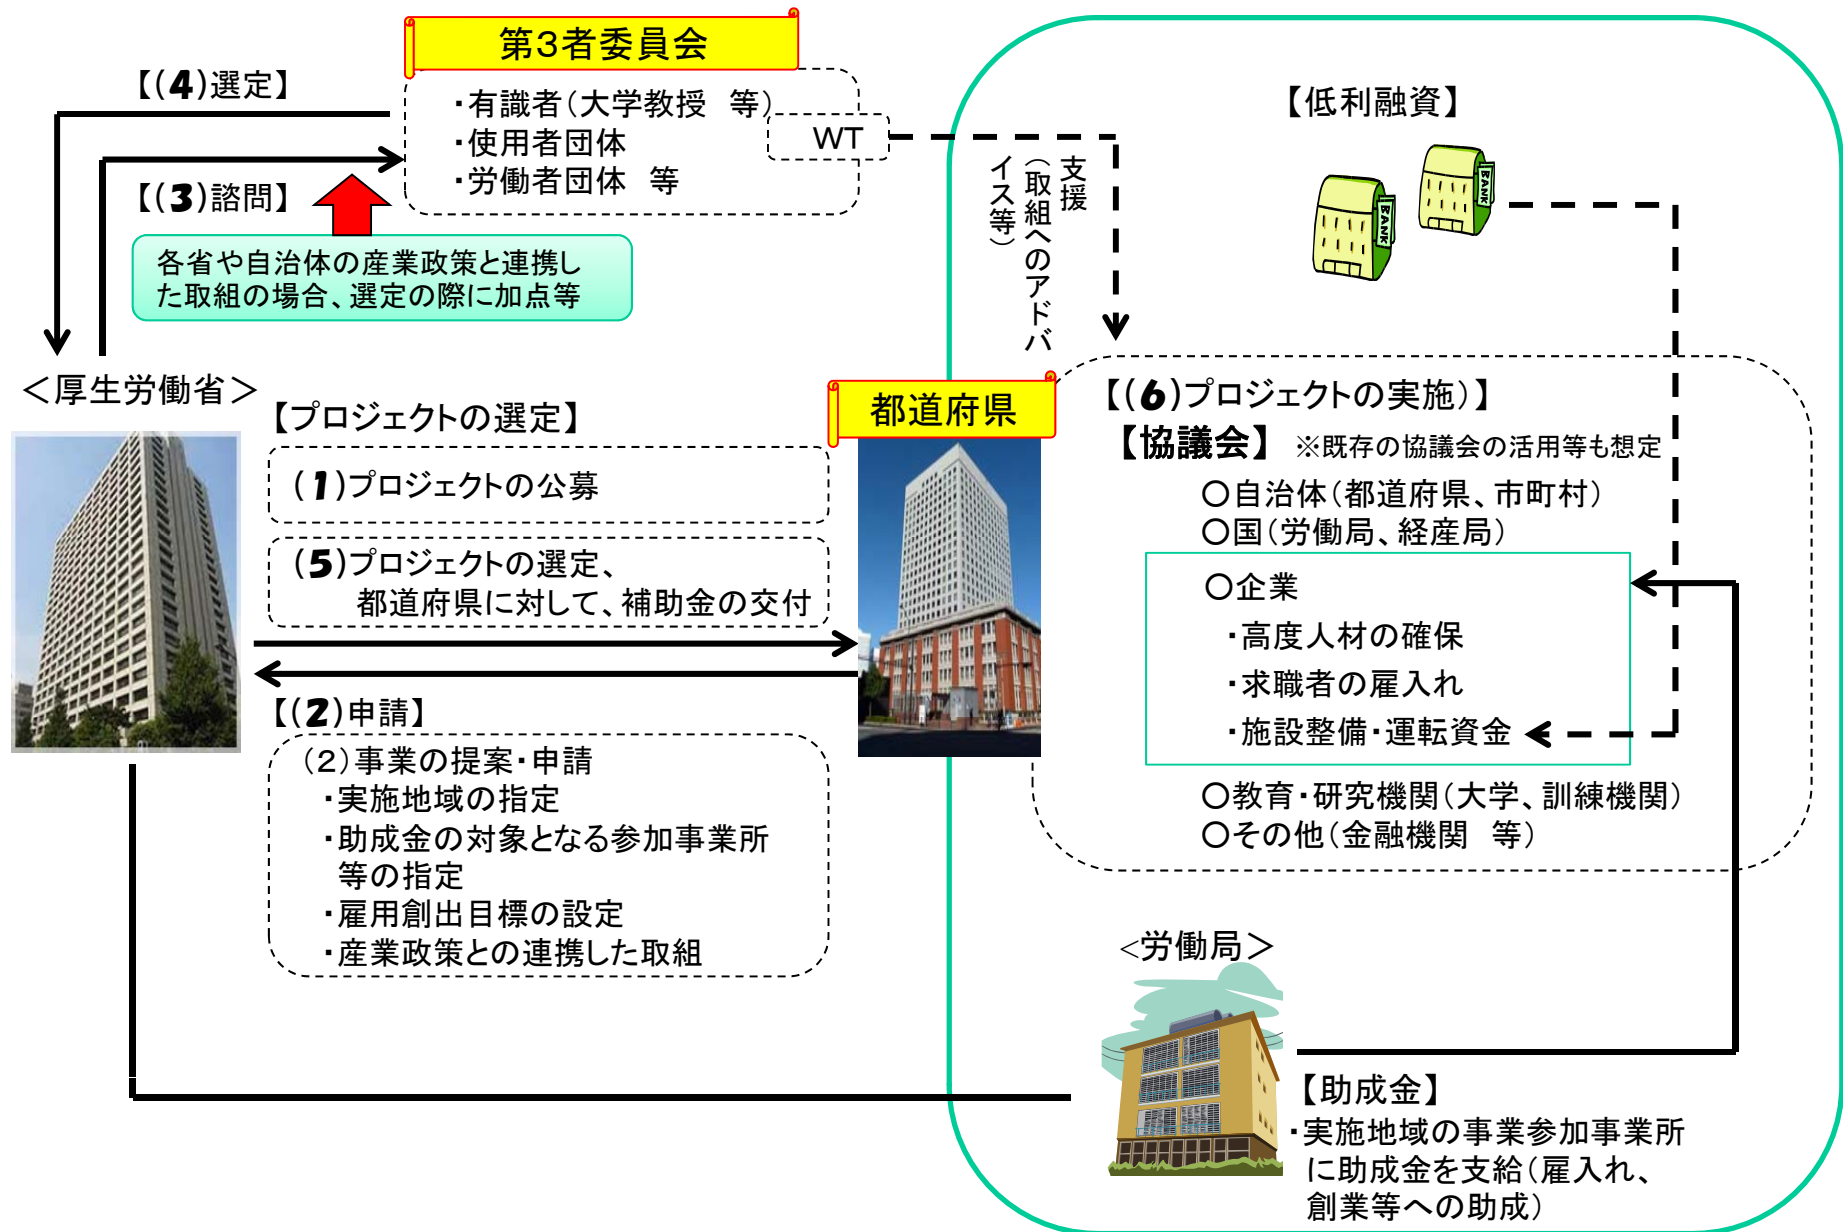 第3者委員会
【(4)選定】
・有識者(大学教授　等)
・使用者団体
・労働者団体　等
WT
【(3)諮問】
各省や自治体の産業政策と連携し
た取組の場合、選定の際に加点等
支援
(取組へのアドバ
イス等)
【低利融資】
BANK
BANK
＜厚生労働省＞
【プロジェクトの選定】
(1)プロジェクトの公募
(5)プロジェクトの選定、
都道府県に対して、補助金の交付
都道府県
【(2)申請】
(2)事業の提案・申請
・実施地域の指定
・助成金の対象となる参加事業所
等の指定
・雇用創出目標の設定
・産業政策との連携した取組
【(6)プロジェクトの実施)】
【協議会】 ※既存の協議会の活用等も想定
○自治体(都道府県、市町村)
○国(労働局、経産局)
○企業
・高度人材の確保
・求職者の雇入れ
・施設整備・運転資金
○教育・研究機関(大学、訓練機関)
○その他(金融機関　等)
<労働局＞
【助成金】
・実施地域の事業参加事業所
に助成金を支給(雇入れ、
創業等への助成)